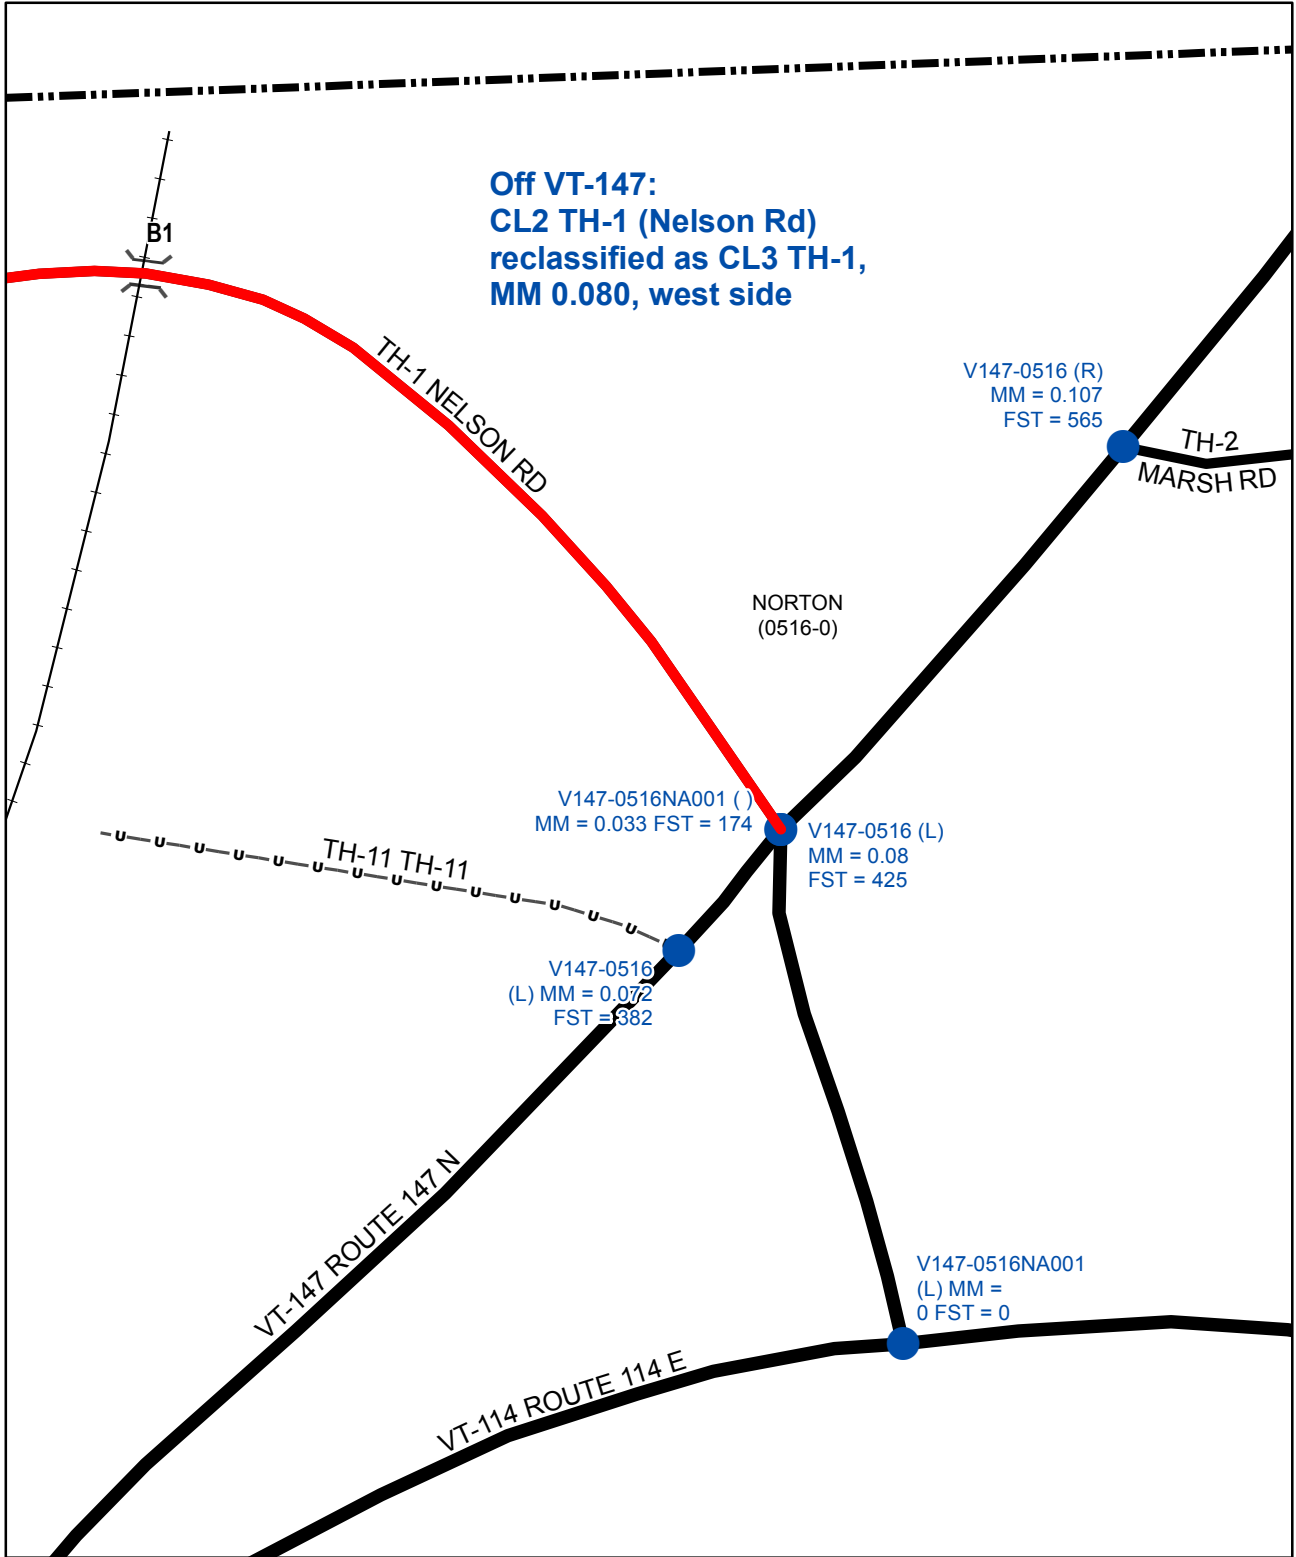 Off VT-147:
CL2 TH-1 (Nelson Rd)
reclassified as CL3 TH-1,
MM 0.080, west side
B1
TH-1 NELSON RD
V147-0516 (R)
MM = 0.107
FST = 565
TH-2
MARSH RD
NORTON
(0516-0)
V147-0516NA001 ( )
MM = 0.033 FST = 174
V147-0516 (L)
MM = 0.08
FST = 425
TH-11 TH-11
U U U U U U U U U U U U U U
V147-0516
(L) MM = 0.072
FST = 382
VT-147 ROUTE 147 N
V147-0516NA001
(L) MM =
0 FST = 0
VT-114 ROUTE 114 E